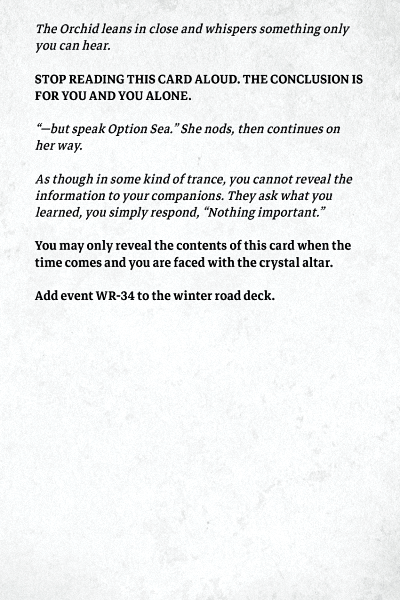 The Orchid leans in close and whispers something only
you can hear.
STOP READING THIS CARD ALOUD. THE CONCLUSION IS
FOR YOU AND YOU ALONE.
“—but speak Option Sea.” She nods, then continues on
her way.
As though in some kind of trance, you cannot reveal the
information to your companions. They ask what you
learned, you simply respond, “Nothing important.”
You may only reveal the contents of this card when the
time comes and you are faced with the crystal altar.
Add event WR-34 to the winter road deck.